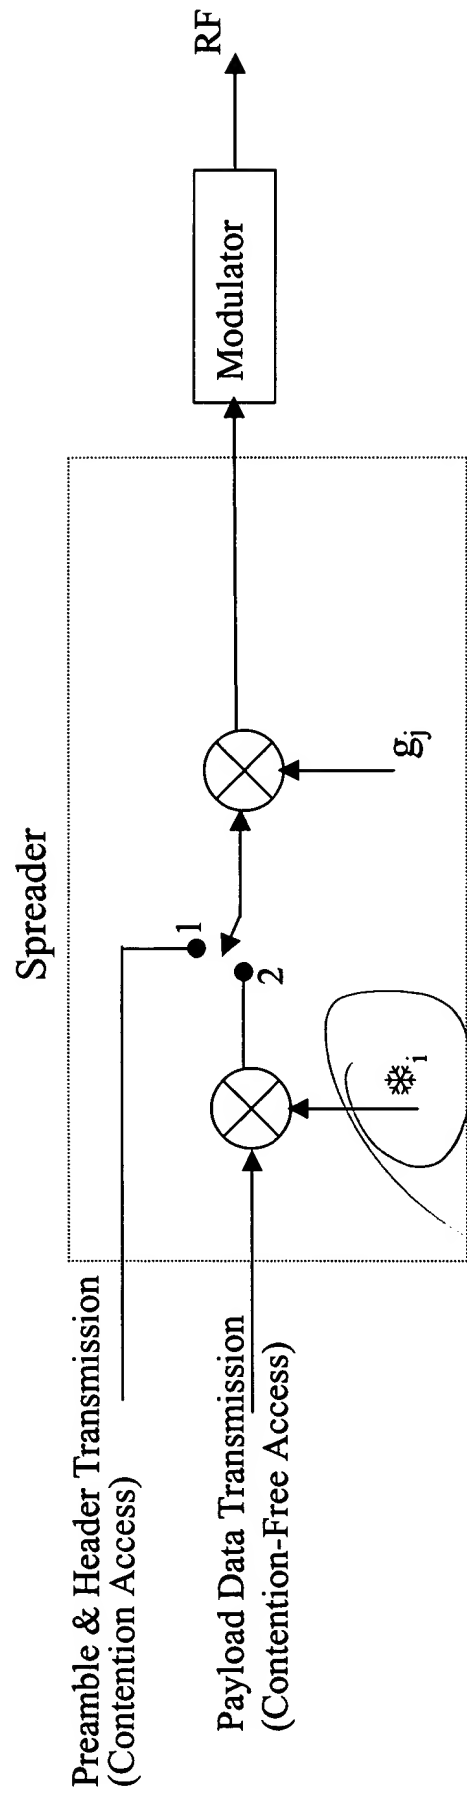 Spreader
Preamble & Header Transmission
(Contention Access)
Payload Data Transmission
(Contention-Free Access)
1
2
❄i
gj
Modulator
RF